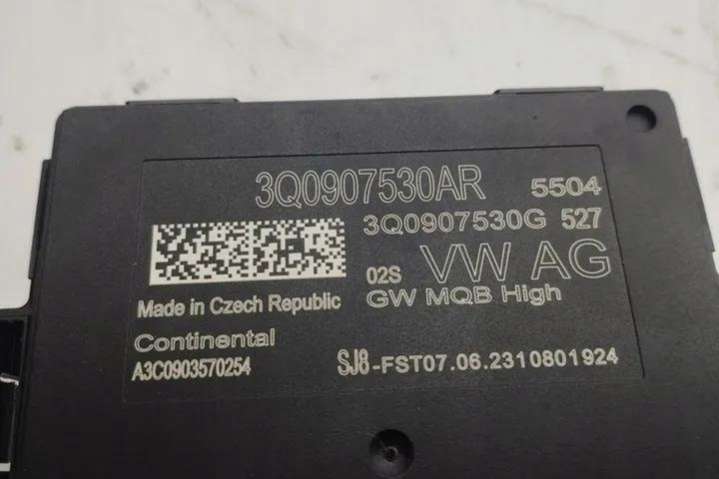 3Q0907530AR 5504
3Q0907530G 527
02S VW AG
GW MQB High
Made in Czech Republic
Continental
A3C0903570254
SJ8-FST07.06.2310801924